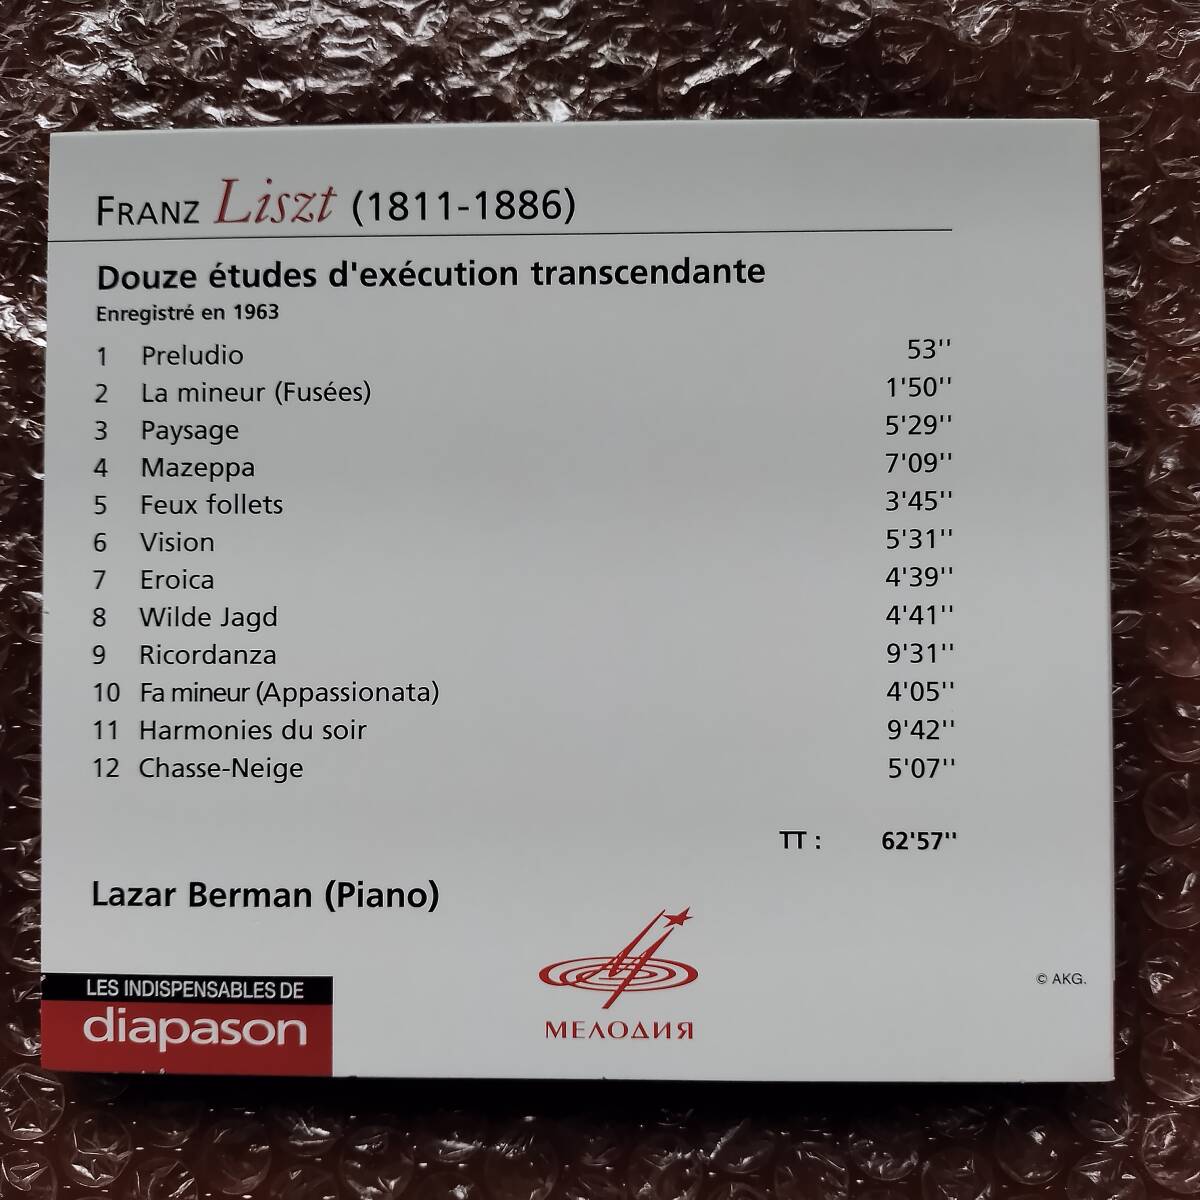 FRANZ Liszt (1811-1886)
Douze études d'exécution transcendante
Enregistré en 1963
1 Preludio 53''
2 La mineur (Fusées) 1'50''
3 Paysage 5'29''
4 Mazeppa 7'09''
5 Feux follets 3'45''
6 Vision 5'31''
7 Eroica 4'39''
8 Wilde Jagd 4'41''
9 Ricordanza 9'31''
10 Fa mineur (Appassionata) 4'05''
11 Harmonies du soir 9'42''
12 Chasse-Neige 5'07''
TT : 62'57''
Lazar Berman (Piano)
LES INDISPENSABLES DE
diapason
МЕЛОДИЯ
© AKG.